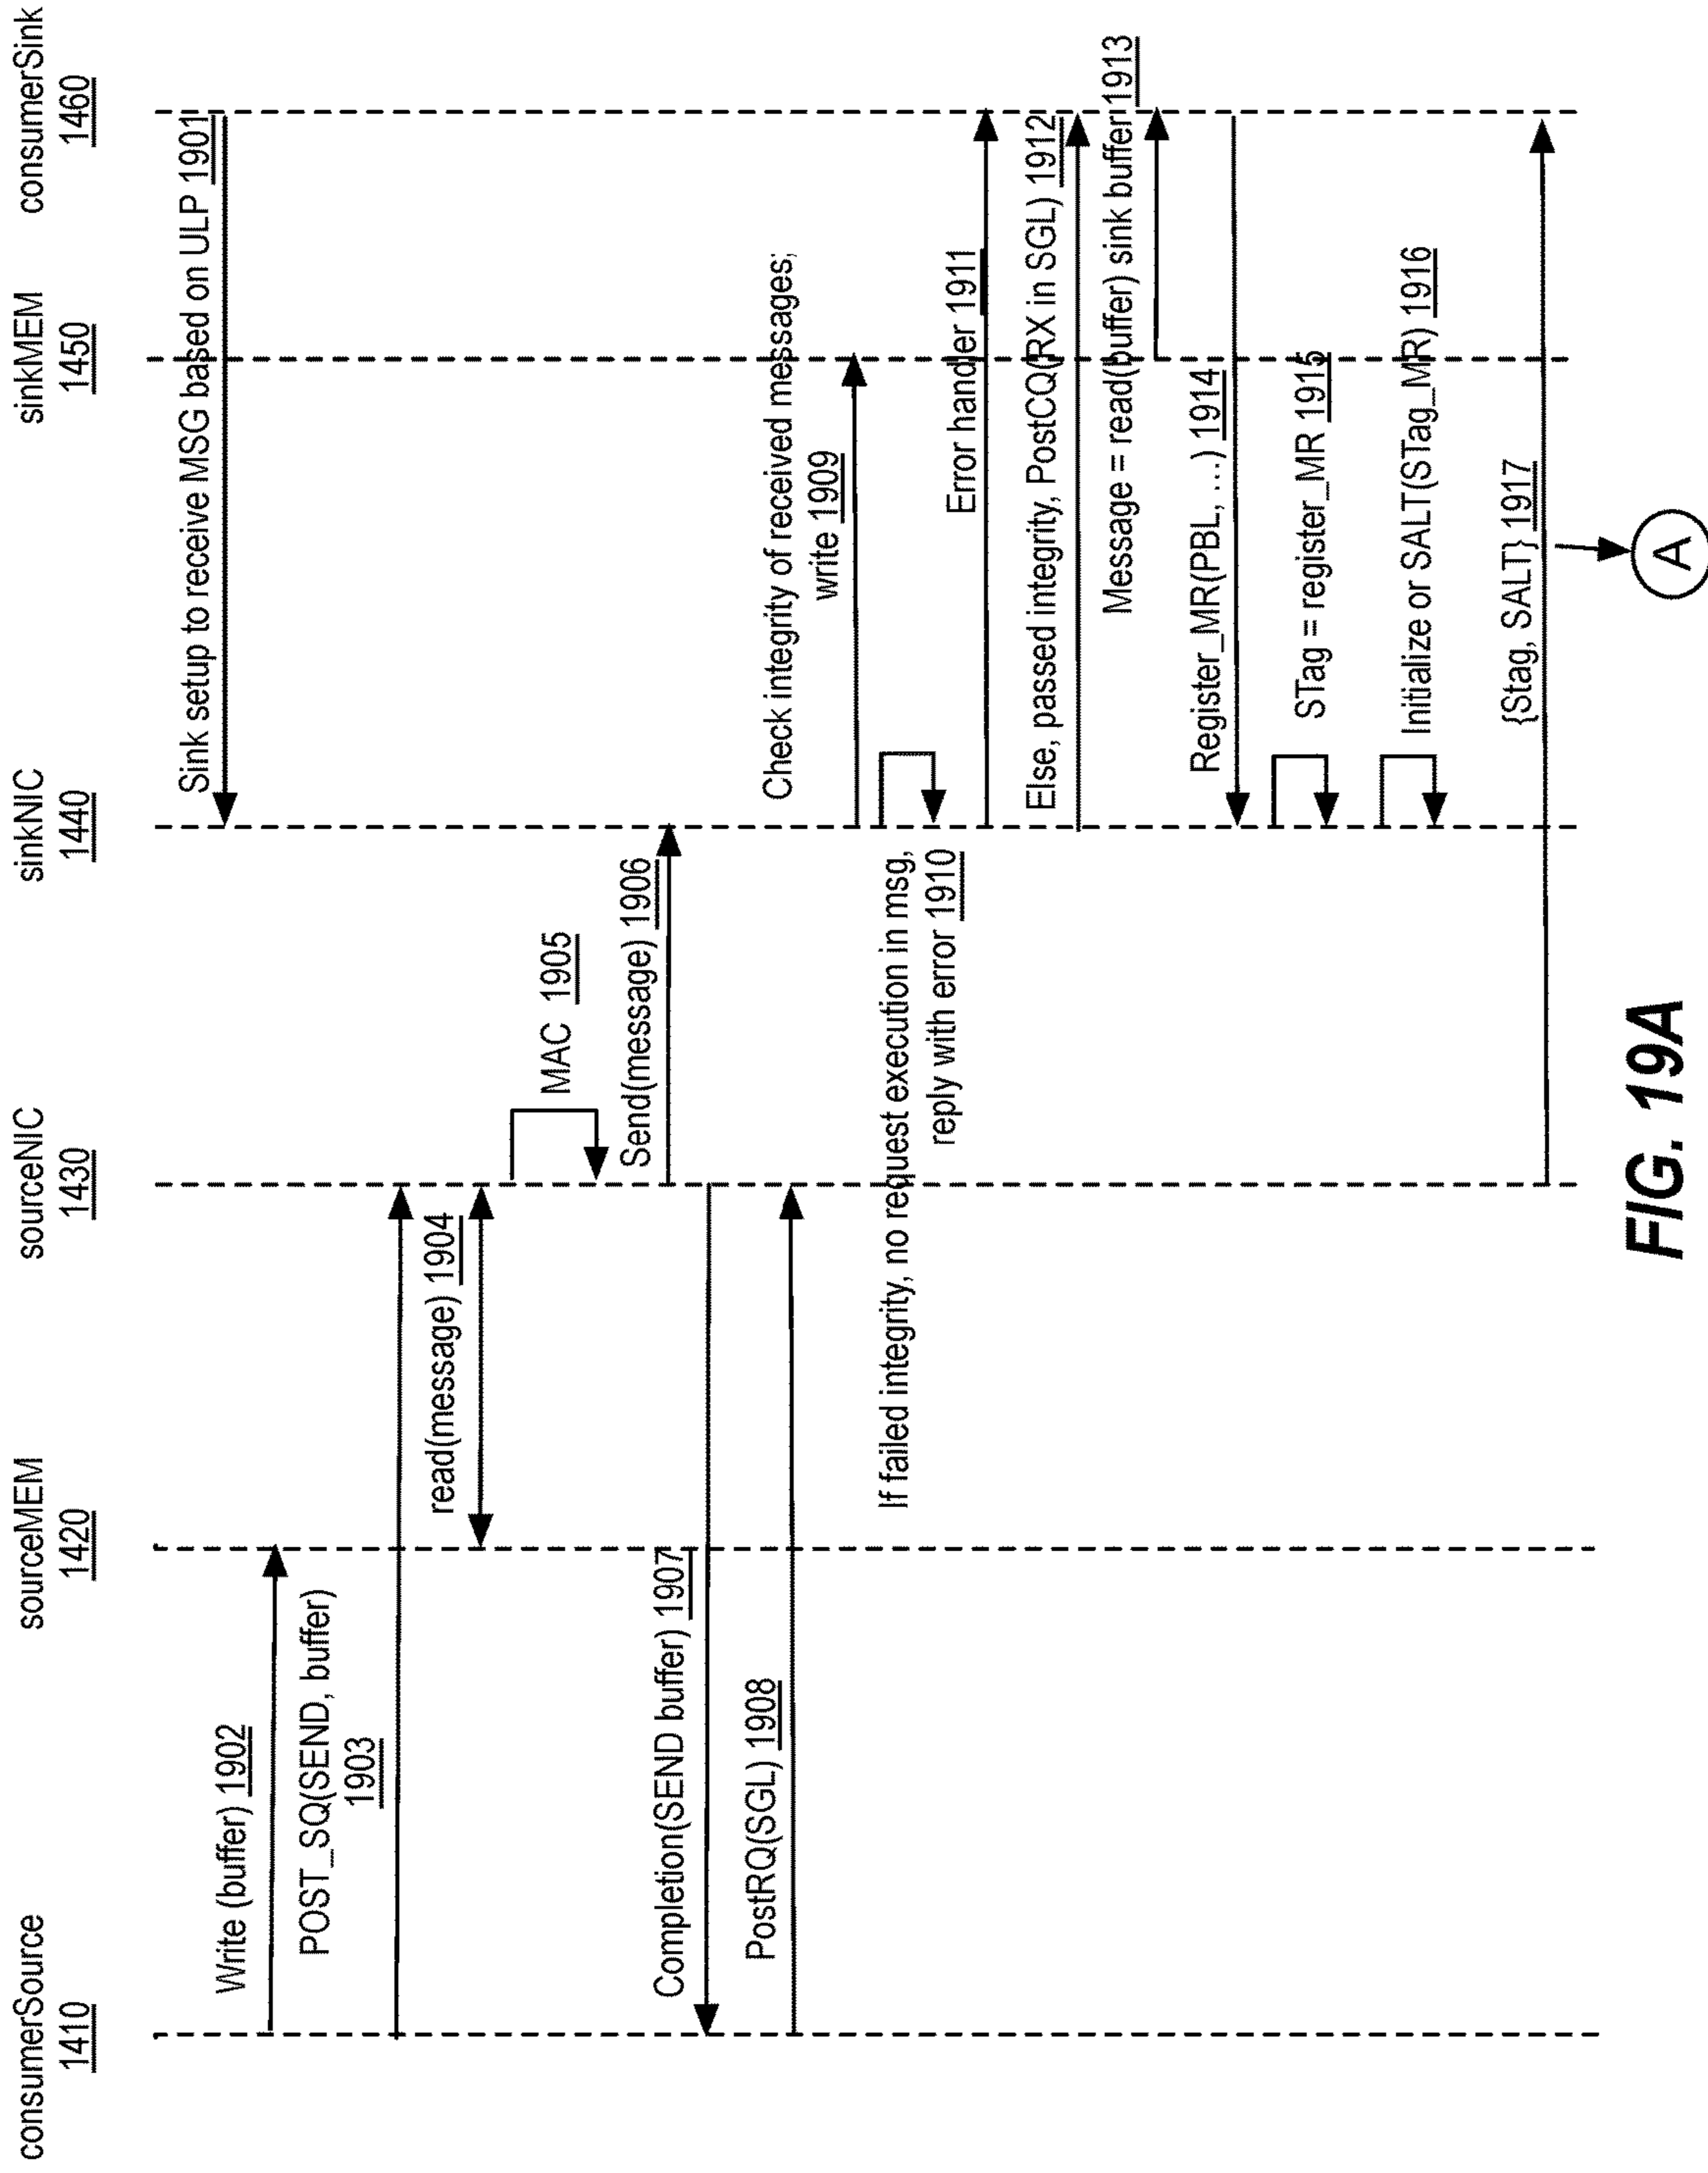 consumerSource
1410
sourceMEM
1420
sourceNIC
1430
sinkNIC
1440
sinkMEM
1450
consumerSink
1460
Sink setup to receive MSG based on ULP 1901
Write (buffer) 1902
POST_SQ(SEND, buffer)
1903
read(message) 1904
MAC 1905
Send(message) 1906
Completion(SEND buffer) 1907
PostRQ(SGL) 1908
Check integrity of received messages;
write 1909
If failed integrity, no request execution in msg,
reply with error 1910
Error hander 1911
Else, passed integrity, PostCQ(RX in SGL) 1912
Message = read(buffer) sink buffer 1913
Register_MR(PBL, ...) 1914
STag = register_MR 1915
Initialize or SALT(STag_MR) 1916
{Stag, SALT} 1917
A
FIG. 19A